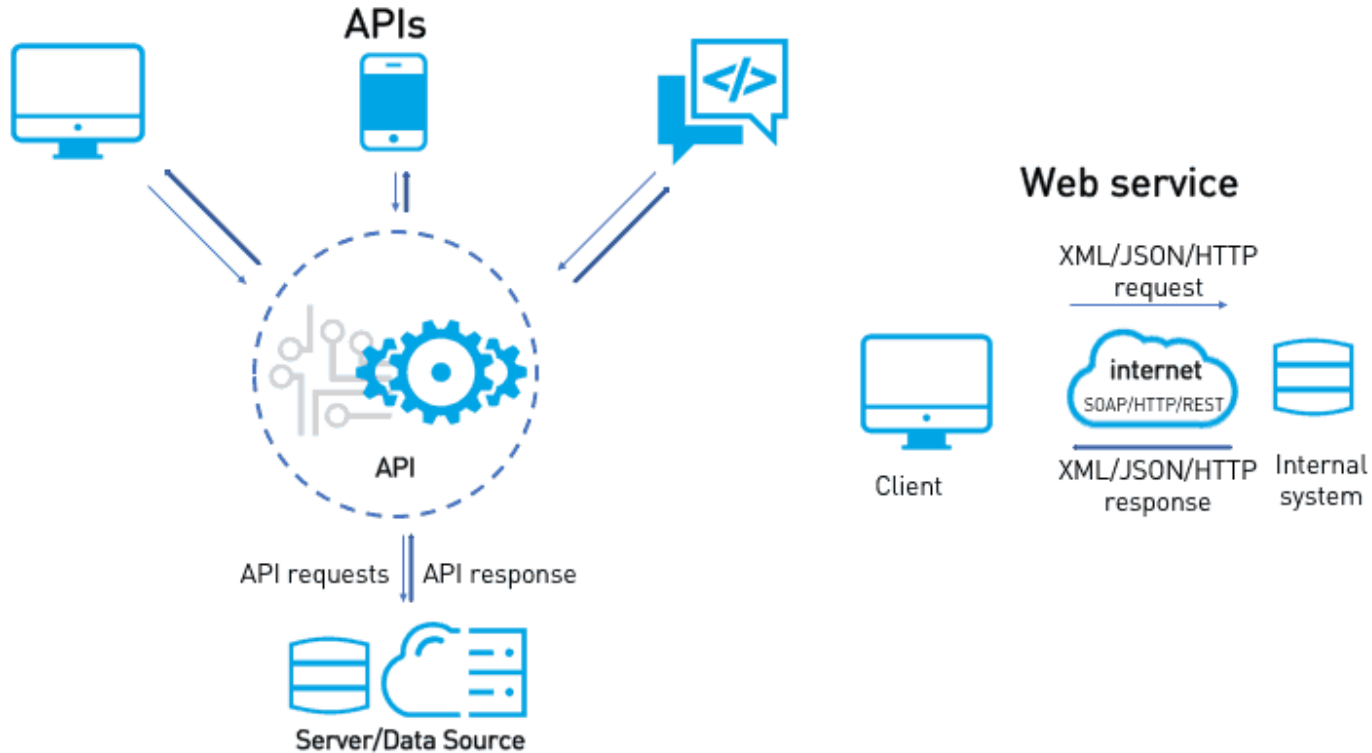 APIs
</>
API
API requests
API response
Server/Data Source
Web service
XML/JSON/HTTP
request
internet
SOAP/HTTP/REST
XML/JSON/HTTP
response
Client
Internal
system